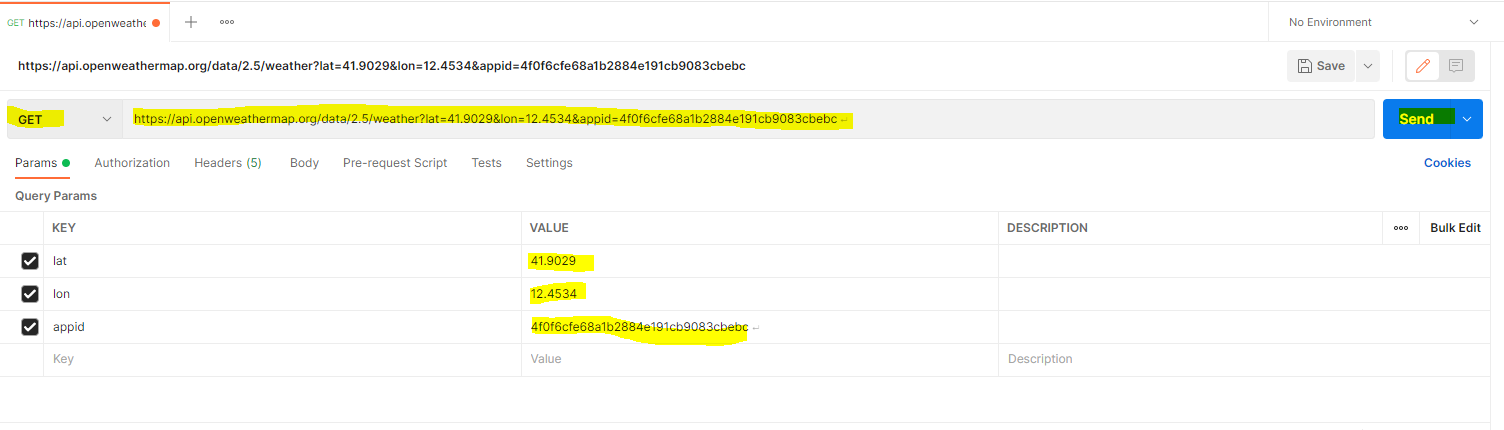 GET https://api.openweathe
No Environment
https://api.openweathermap.org/data/2.5/weather?lat=41.9029&lon=12.4534&appid=4f0f6cfe68a1b2884e191cb9083cbebc
Save
GET https://api.openweathermap.org/data/2.5/weather?lat=41.9029&lon=12.4534&appid=4f0f6cfe68a1b2884e191cb9083cbebc Send
Params Authorization Headers (5) Body Pre-request Script Tests Settings Cookies
Query Params
KEY VALUE DESCRIPTION Bulk Edit
lat 41.9029
lon 12.4534
appid 4f0f6cfe68a1b2884e191cb9083cbebc
Key Value Description